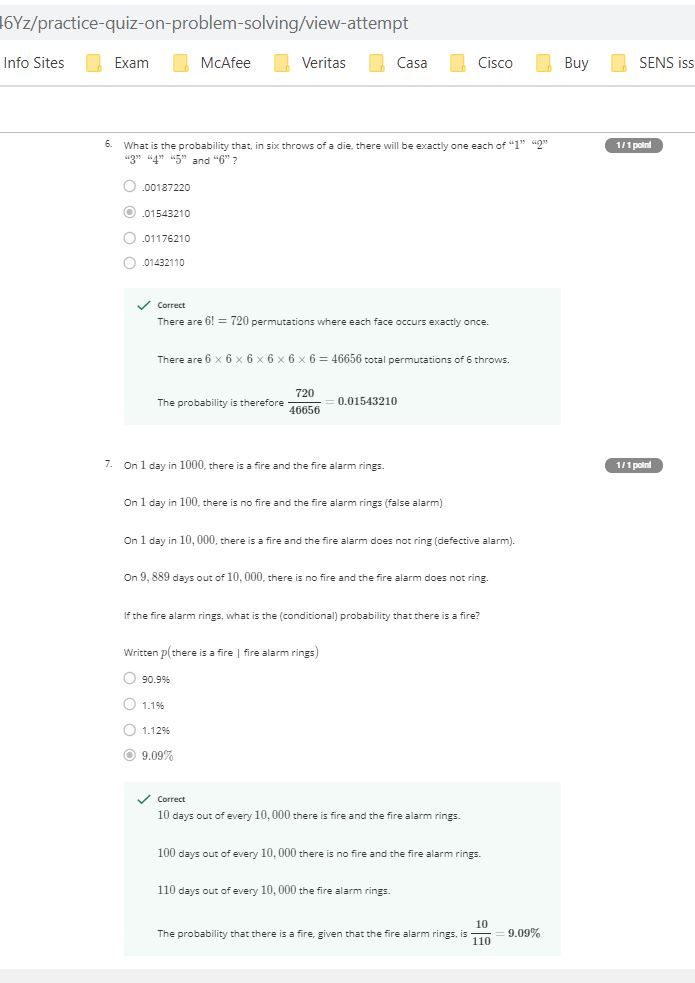 46Yz/practice-quiz-on-problem-solving/view-attempt
Info Sites Exam McAfee Veritas Casa Cisco Buy SENS iss
6. What is the probability that, in six throws of a die, there will be exactly one each of “1” “2” 1 / 1 point
“3” “4” “5” and “6” ?
.00187220
.01543210
.01176210
.01432110
Correct
There are 6! = 720 permutations where each face occurs exactly once.
There are 6 × 6 × 6 × 6 × 6 × 6 = 46656 total permutations of 6 throws.
The probability is therefore 720/46656 = 0.01543210
7. On 1 day in 1000, there is a fire and the fire alarm rings. 1 / 1 point
On 1 day in 100, there is no fire and the fire alarm rings (false alarm)
On 1 day in 10, 000, there is a fire and the fire alarm does not ring (defective alarm).
On 9, 889 days out of 10, 000, there is no fire and the fire alarm does not ring.
If the fire alarm rings, what is the (conditional) probability that there is a fire?
Written p(there is a fire | fire alarm rings)
90.9%
1.1%
1.12%
9.09%
Correct
10 days out of every 10, 000 there is fire and the fire alarm rings.
100 days out of every 10, 000 there is no fire and the fire alarm rings.
110 days out of every 10, 000 the fire alarm rings.
The probability that there is a fire, given that the fire alarm rings, is 10/110 = 9.09%